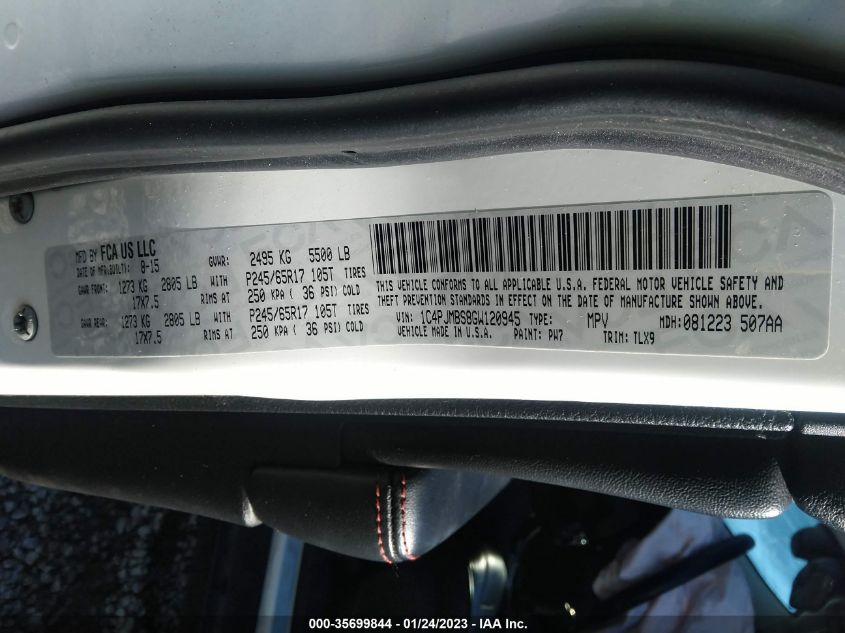 MFD BY FCA US LLC
DATE OF MFR.(BUILT): 8-15 GVWR: 2495 KG 5500 LB
GAWR FRONT: 1273 KG 2805 LB WITH P245/65R17 105T TIRES
17X7.5 RIMS AT 250 KPA ( 36 PSI) COLD
GAWR REAR: 1273 KG 2805 LB WITH P245/65R17 105T TIRES
17X7.5 RIMS AT 250 KPA ( 36 PSI) COLD
THIS VEHICLE CONFORMS TO ALL APPLICABLE U.S.A. FEDERAL MOTOR VEHICLE SAFETY AND
THEFT PREVENTION STANDARDS IN EFFECT ON THE DATE OF MANUFACTURE SHOWN ABOVE.
VIN: 1C4PJMBS8GW120945 TYPE: MPV MDH: 081223 507AA
VEHICLE MADE IN U.S.A. PAINT: PW7 TRIM: TLX9
000-35699844 - 01/24/2023 - IAA Inc.